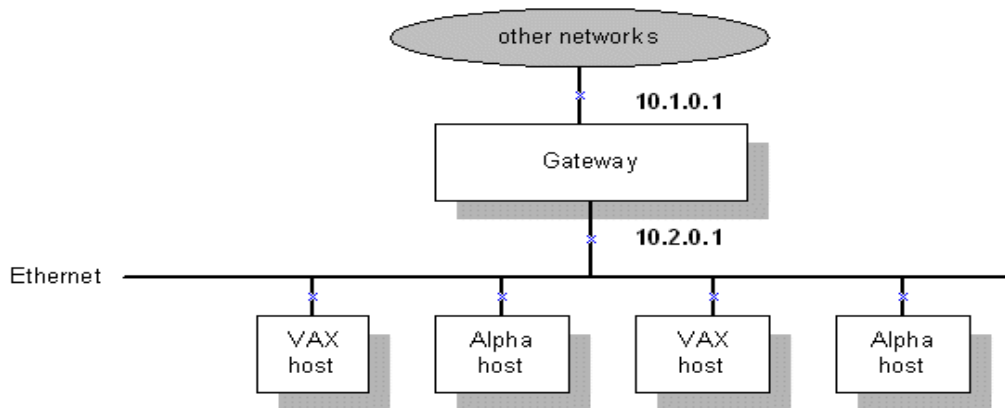 other networks
10.1.0.1
Gateway
10.2.0.1
Ethernet
VAX
host
Alpha
host
VAX
host
Alpha
host